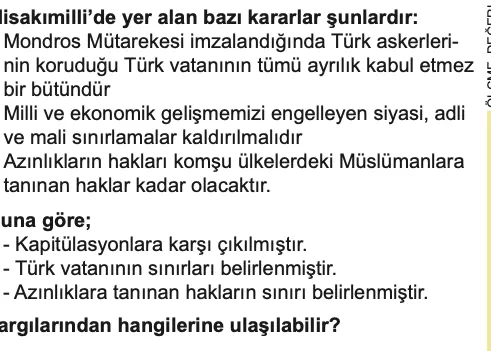 lisakımilli’de yer alan bazı kararlar şunlardır:
Mondros Mütarekesi imzalandığında Türk askerleri-
nin koruduğu Türk vatanının tümü ayrılık kabul etmez
bir bütündür
Milli ve ekonomik gelişmemizi engelleyen siyasi, adli
ve mali sınırlamalar kaldırılmalıdır
Azınlıkların hakları komşu ülkelerdeki Müslümanlara
tanınan haklar kadar olacaktır.
una göre;
- Kapitülasyonlara karşı çıkılmıştır.
- Türk vatanının sınırları belirlenmiştir.
- Azınlıklara tanınan hakların sınırı belirlenmiştir.
argılarından hangilerine ulaşılabilir?